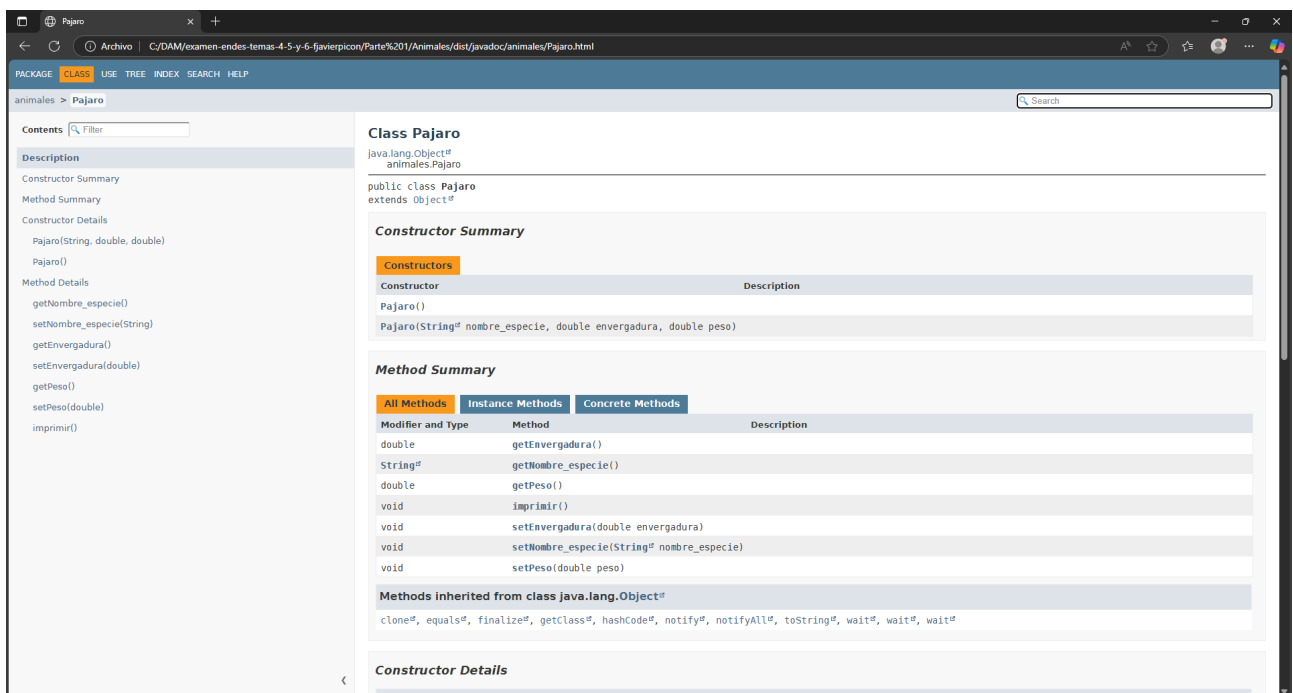 Pajaro
Archivo C:/DAM/examen-endes-temas-4-5-y-6-fjavierpicon/Parte%201/Animales/dist/javadoc/animales/Pajaro.html
PACKAGE CLASS USE TREE INDEX SEARCH HELP
animales > Pajaro
Search
Contents Filter
Description
Constructor Summary
Method Summary
Constructor Details
Pajaro(String, double, double)
Pajaro()
Method Details
getNombre_especie()
setNombre_especie(String)
getEnvergadura()
setEnvergadura(double)
getPeso()
setPeso(double)
imprimir()
Class Pajaro
java.lang.Object
animales.Pajaro
public class Pajaro
extends Object
Constructor Summary
Constructors
Constructor Description
Pajaro()
Pajaro(String nombre_especie, double envergadura, double peso)
Method Summary
All Methods Instance Methods Concrete Methods
Modifier and Type Method Description
double getEnvergadura()
String getNombre_especie()
double getPeso()
void imprimir()
void setEnvergadura(double envergadura)
void setNombre_especie(String nombre_especie)
void setPeso(double peso)
Methods inherited from class java.lang.Object
clone, equals, finalize, getClass, hashCode, notify, notifyAll, toString, wait, wait, wait
Constructor Details